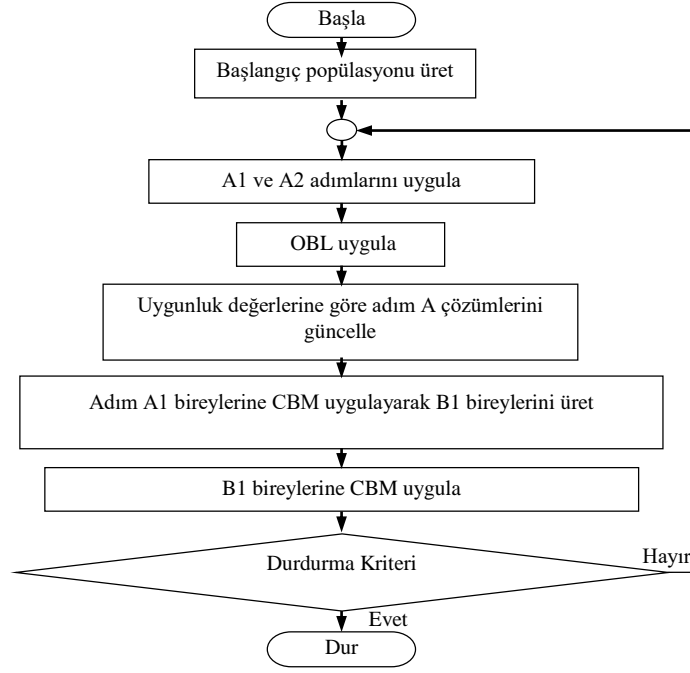 Başla
Başlangıç popülasyonu üret
A1 ve A2 adımlarını uygula
OBL uygula
Uygunluk değerlerine göre adım A çözümlerini
güncelle
Adım A1 bireylerine CBM uygulayarak B1 bireylerini üret
B1 bireylerine CBM uygula
Durdurma Kriteri
Hayır
Evet
Dur